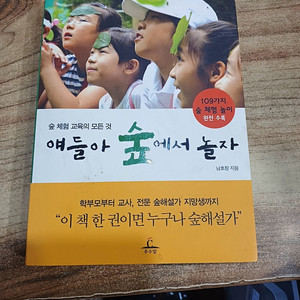 109가지
숲 체험 놀이
완전 수록
숲 체험 교육의 모든 것
얘들아 숲에서 놀자
남효창 지음
학부모부터 교사, 전문 숲해설가 지망생까지
“이 책 한 권이면 누구나 숲해설가”
추수밭